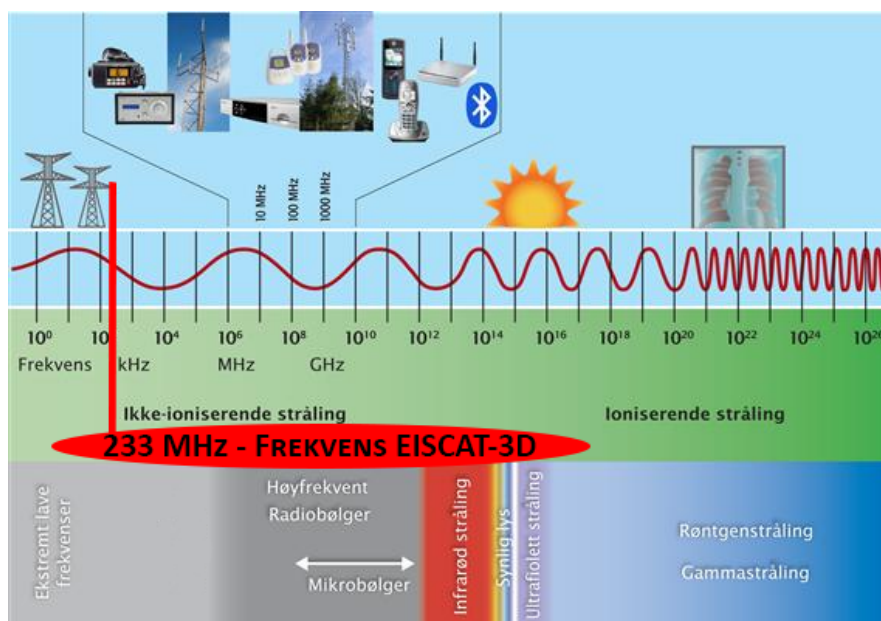 10 MHz
100 MHz
1000 MHz
10⁰ 10 10⁴ 10⁶ 10⁸ 10¹⁰ 10¹² 10¹⁴ 10¹⁶ 10¹⁸ 10²⁰ 10²² 10²⁴ 10²⁶
Frekvens kHz MHz GHz
Ikke-ioniserende stråling Ioniserende stråling
233 MHz - FREKVENS EISCAT-3D
Ekstremt lave
frekvenser
Høyfrekvent
Radiobølger
Mikrobølger
Infrarød stråling
Synlig lys
Ultrafiolett stråling
Røntgenstråling
Gammastråling